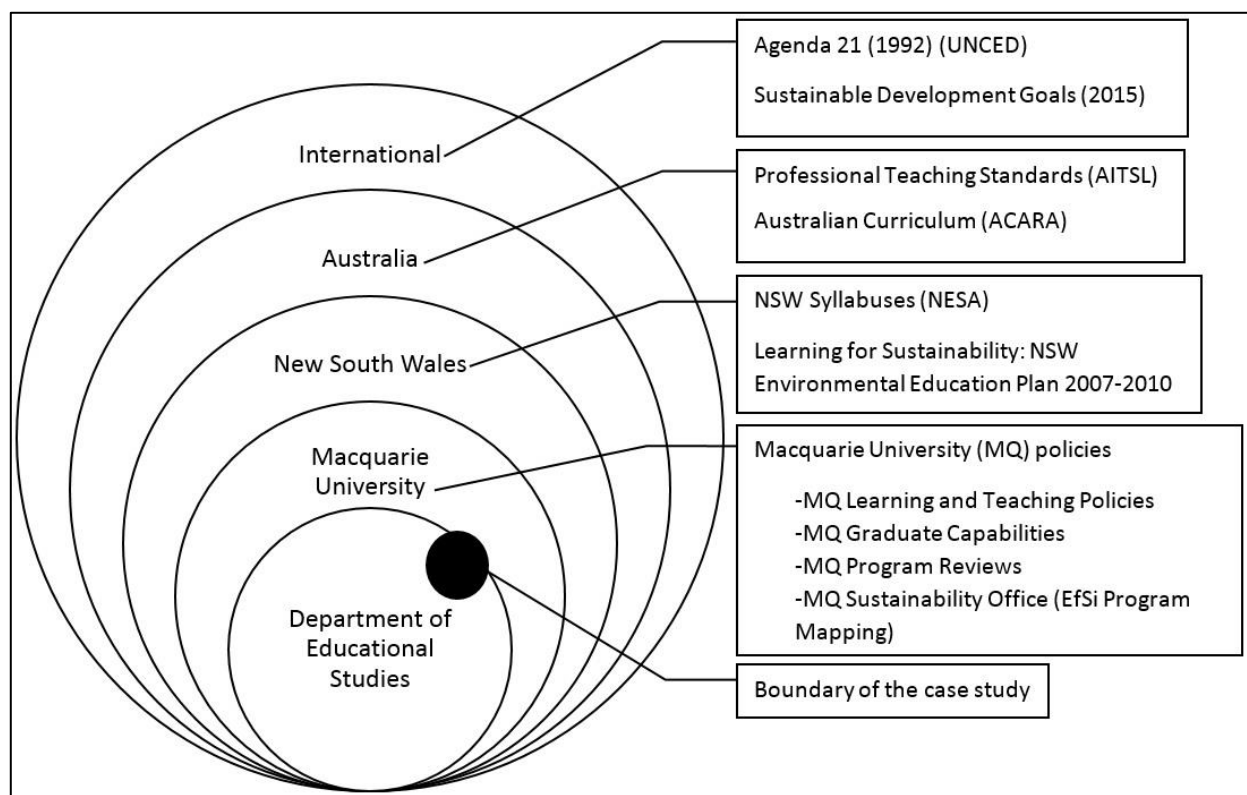 Agenda 21 (1992) (UNCED)
Sustainable Development Goals (2015)
International
Professional Teaching Standards (AITSL)
Australian Curriculum (ACARA)
Australia
NSW Syllabuses (NESA)
Learning for Sustainability: NSW
Environmental Education Plan 2007-2010
New South Wales
Macquarie University (MQ) policies
-MQ Learning and Teaching Policies
-MQ Graduate Capabilities
-MQ Program Reviews
-MQ Sustainability Office (EfSi Program
Mapping)
Macquarie
University
Department of
Educational
Studies
Boundary of the case study